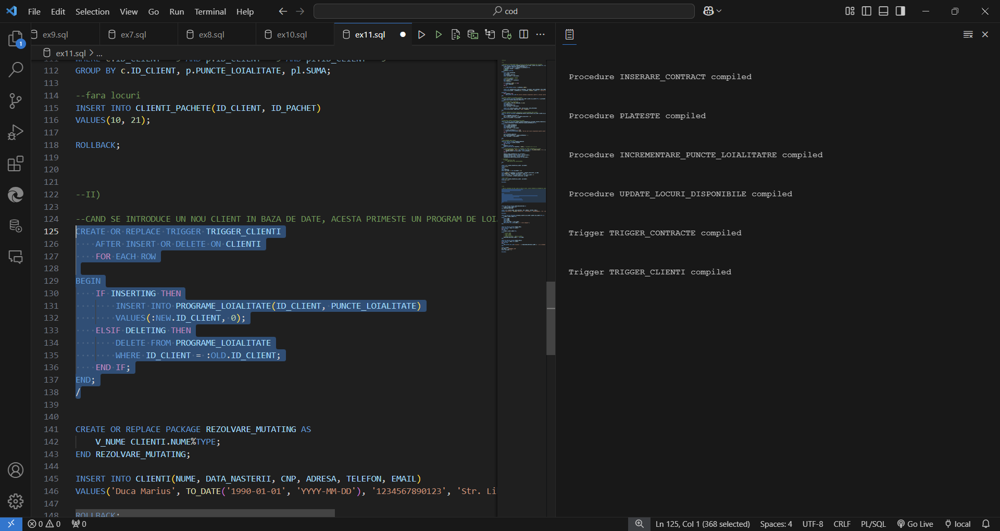 File Edit Selection View Go Run Terminal Help cod
ex9.sql ex7.sql ex8.sql ex10.sql ex11.sql
ex11.sql > ...
112 GROUP BY c.ID_CLIENT, p.PUNCTE_LOIALITATE, pl.SUMA;
113
114 --fara locuri
115 INSERT INTO CLIENTI_PACHETE(ID_CLIENT, ID_PACHET)
116 VALUES(10, 21);
117
118 ROLLBACK;
119
120
121
122 --II)
123
124 --CAND SE INTRODUCE UN NOU CLIENT IN BAZA DE DATE, ACESTA PRIMESTE UN PROGRAM DE LOI
125 CREATE OR REPLACE TRIGGER TRIGGER_CLIENTI
126 AFTER INSERT OR DELETE ON CLIENTI
127 FOR EACH ROW
128
129 BEGIN
130 IF INSERTING THEN
131 INSERT INTO PROGRAME_LOIALITATE(ID_CLIENT, PUNCTE_LOIALITATE)
132 VALUES(:NEW.ID_CLIENT, 0);
133 ELSIF DELETING THEN
134 DELETE FROM PROGRAME_LOIALITATE
135 WHERE ID_CLIENT = :OLD.ID_CLIENT;
136 END IF;
137 END;
138 /
139
140
141 CREATE OR REPLACE PACKAGE REZOLVARE_MUTATING AS
142 V_NUME CLIENTI.NUME%TYPE;
143 END REZOLVARE_MUTATING;
144
145 INSERT INTO CLIENTI(NUME, DATA_NASTERII, CNP, ADRESA, TELEFON, EMAIL)
146 VALUES('Duca Marius', TO_DATE('1990-01-01', 'YYYY-MM-DD'), '1234567890123', 'Str. Li
147
148 ROLLBACK;
Procedure INSERARE_CONTRACT compiled
Procedure PLATESTE compiled
Procedure INCREMENTARE_PUNCTE_LOIALITATRE compiled
Procedure UPDATE_LOCURI_DISPONIBILE compiled
Trigger TRIGGER_CONTRACTE compiled
Trigger TRIGGER_CLIENTI compiled
1
0 0 0 Ln 125, Col 1 (368 selected) Spaces: 4 UTF-8 CRLF PL/SQL Go Live local